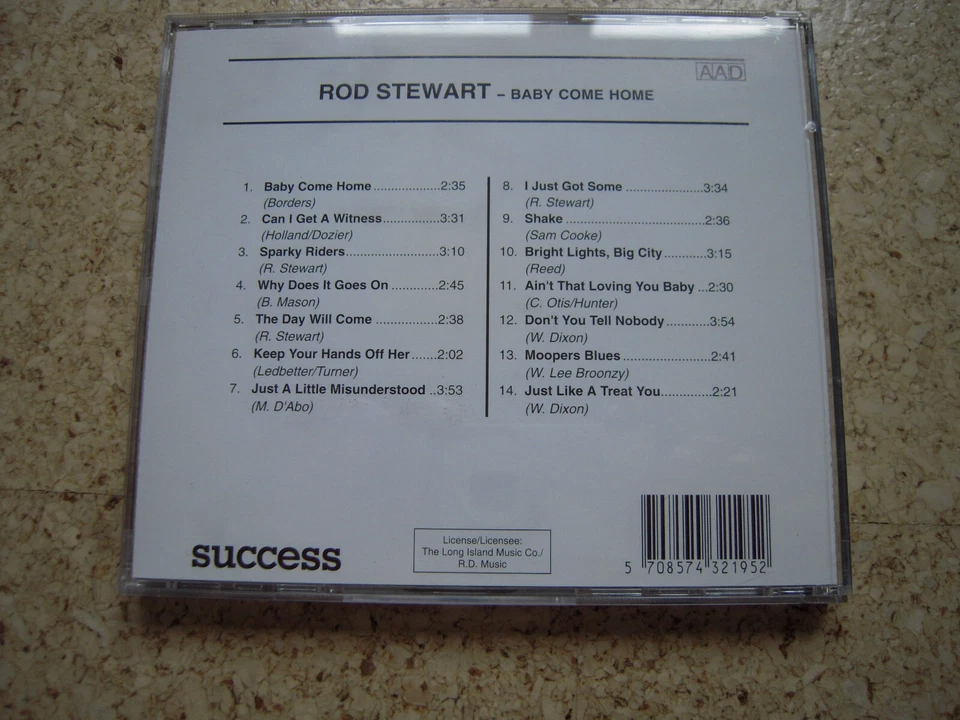 AAD
ROD STEWART – BABY COME HOME
1. Baby Come Home...................2:35
(Borders)
2. Can I Get A Witness................3:31
(Holland/Dozier)
3. Sparky Riders..........................3:10
(R. Stewart)
4. Why Does It Goes On .............2:45
(B. Mason)
5. The Day Will Come .................2:38
(R. Stewart)
6. Keep Your Hands Off Her.......2:02
(Ledbetter/Turner)
7. Just A Little Misunderstood ..3:53
(M. D'Abo)
8. I Just Got Some ......................3:34
(R. Stewart)
9. Shake .......................................2:36
(Sam Cooke)
10. Bright Lights, Big City............3:15
(Reed)
11. Ain't That Loving You Baby ...2:30
(C. Otis/Hunter)
12. Don't You Tell Nobody............3:54
(W. Dixon)
13. Moopers Blues.........................2:41
(W. Lee Broonzy)
14. Just Like A Treat You..............2:21
(W. Dixon)
success
License/Licensee:
The Long Island Music Co./
R.D. Music
5 708574 321952